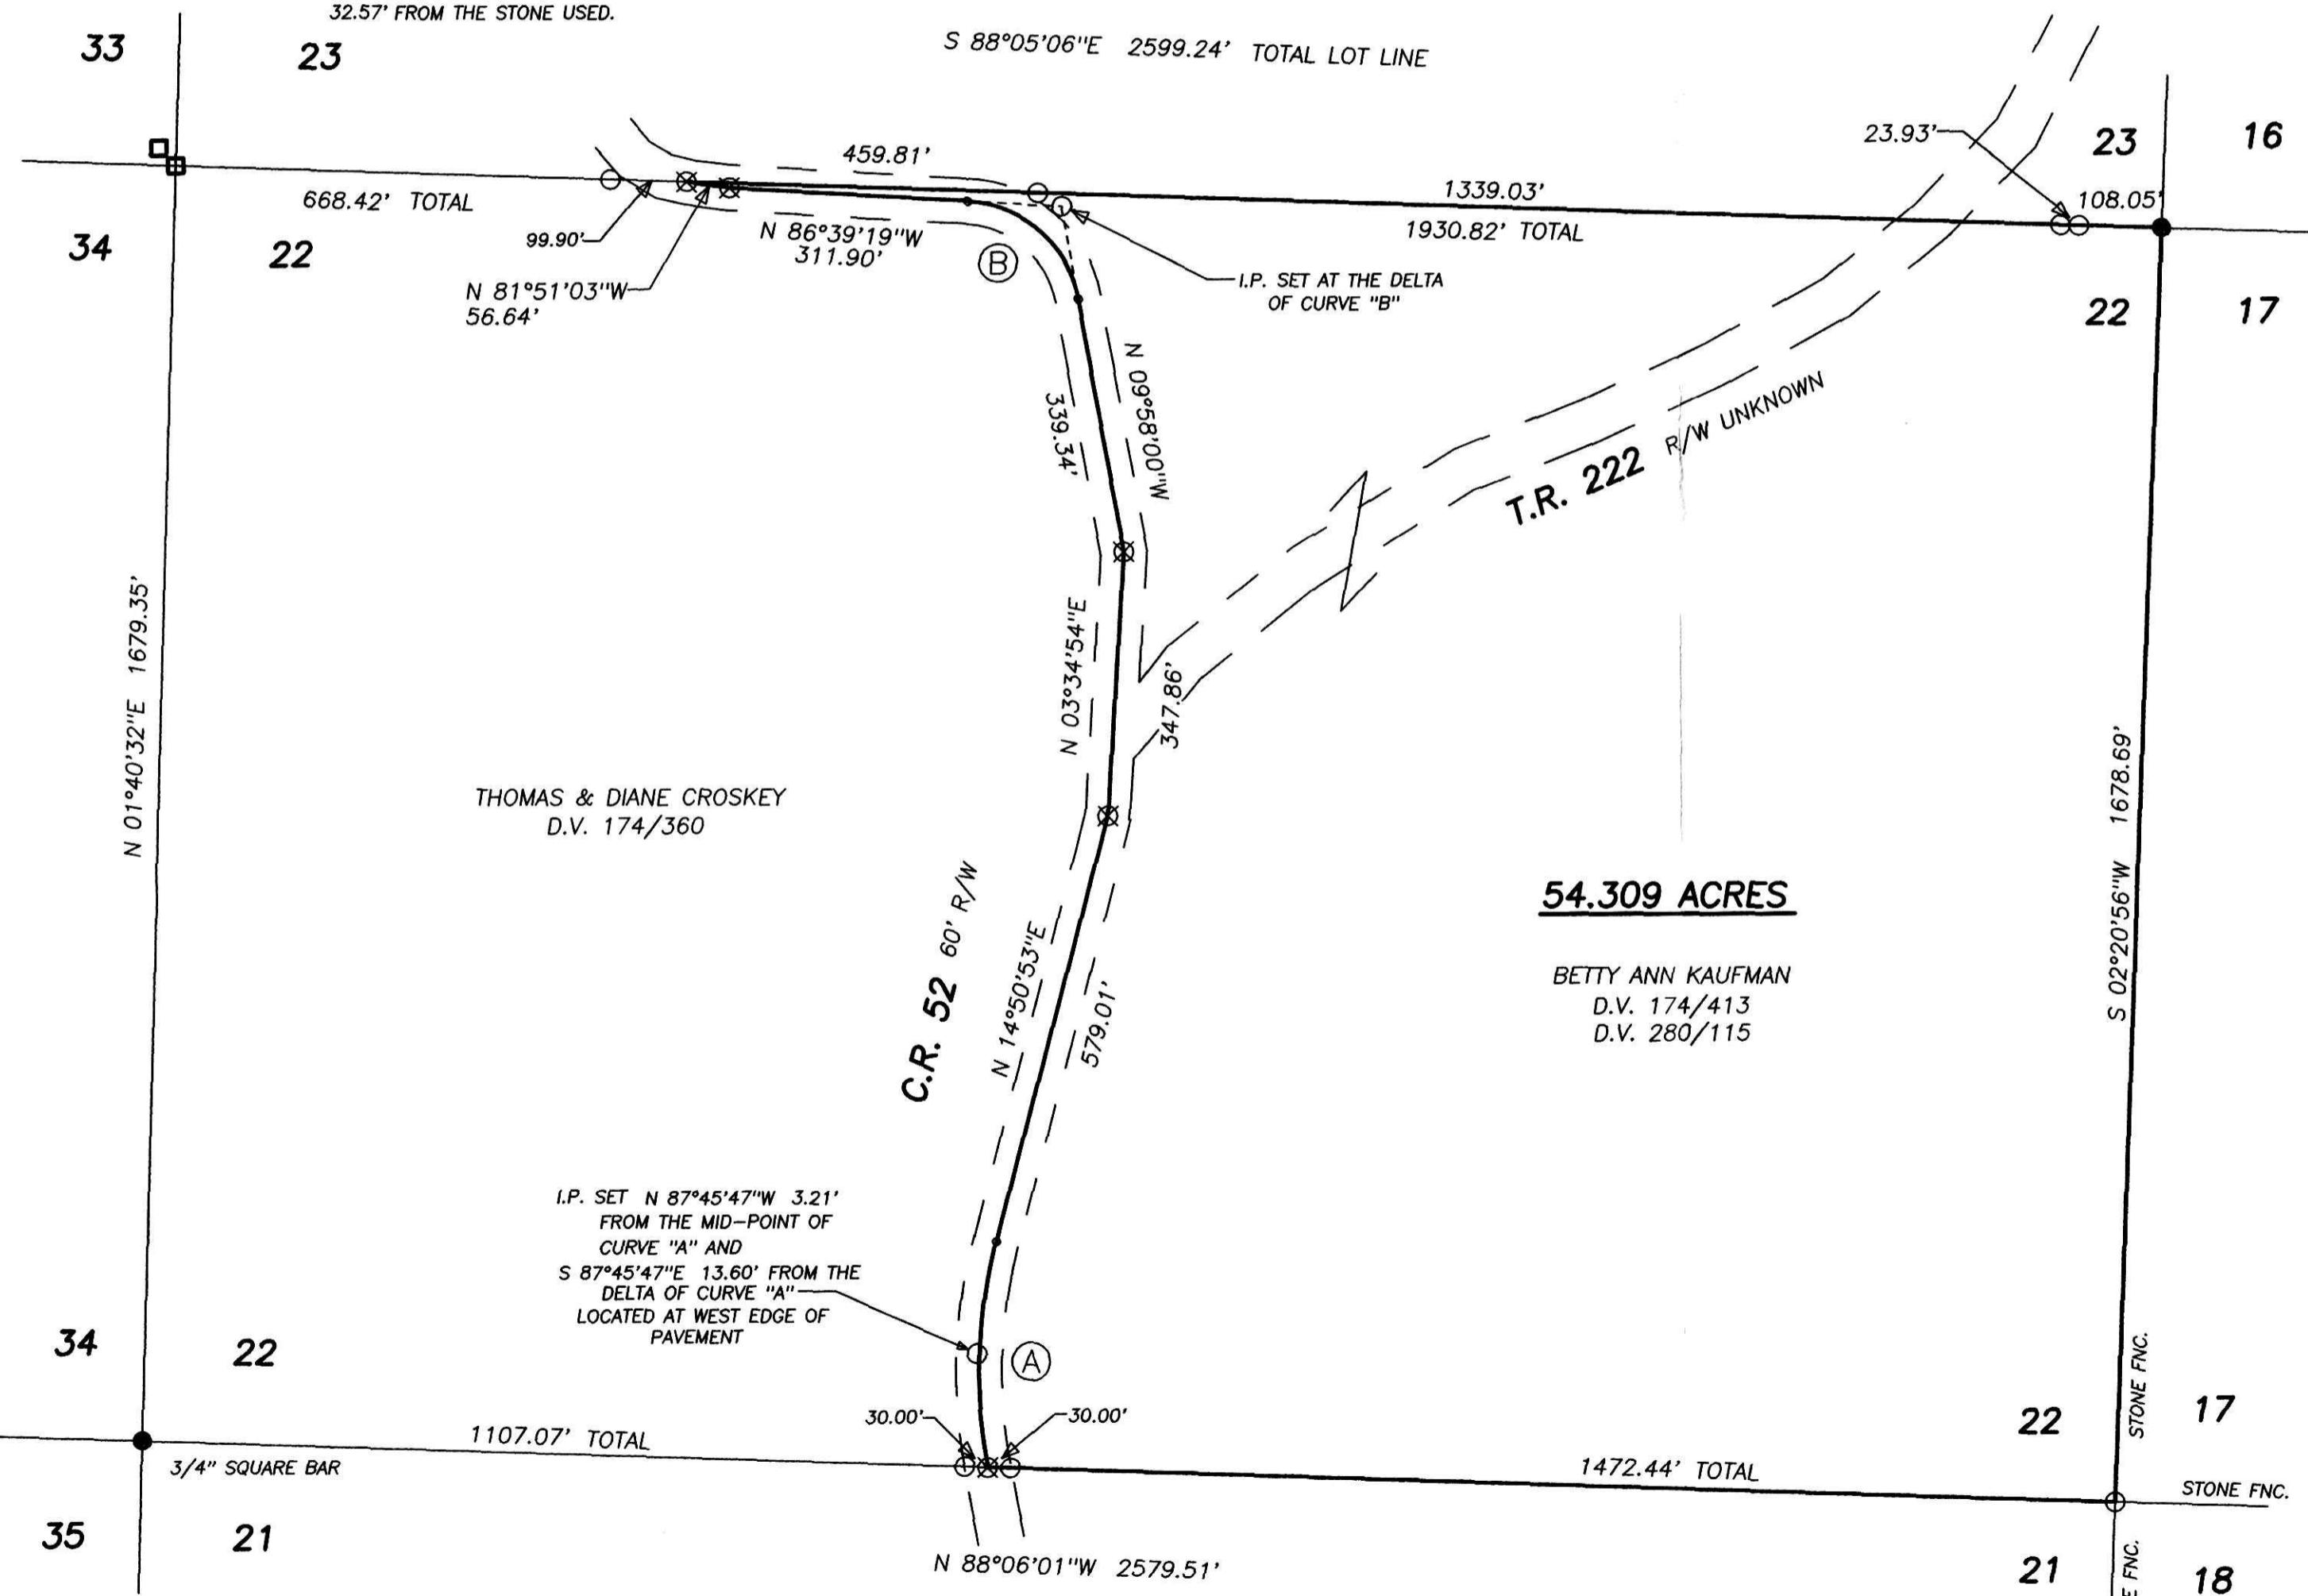 32.57' FROM THE STONE USED.
33
23
S 88°05'06"E 2599.24' TOTAL LOT LINE
23.93'
23
16
459.81'
668.42' TOTAL
1339.03'
108.05'
99.90'
N 86°39'19"W
311.90'
1930.82' TOTAL
34
22
B
N 81°51'03"W
56.64'
I.P. SET AT THE DELTA
OF CURVE "B"
22
17
N 09°58'00"W
339.34'
T.R. 222 R/W UNKNOWN
N 01°40'32"E 1679.35'
N 03°34'54"E
347.86'
S 02°20'56"W 1678.69'
THOMAS & DIANE CROSKEY
D.V. 174/360
54.309 ACRES
C.R. 52 60' R/W
N 14°50'53"E
579.01'
BETTY ANN KAUFMAN
D.V. 174/413
D.V. 280/115
I.P. SET N 87°45'47"W 3.21'
FROM THE MID-POINT OF
CURVE "A" AND
S 87°45'47"E 13.60' FROM THE
DELTA OF CURVE "A"
LOCATED AT WEST EDGE OF
PAVEMENT
34
22
A
22
STONE FNC.
17
30.00'
30.00'
1107.07' TOTAL
3/4" SQUARE BAR
1472.44' TOTAL
STONE FNC.
35
21
N 88°06'01"W 2579.51'
21
E FNC.
18